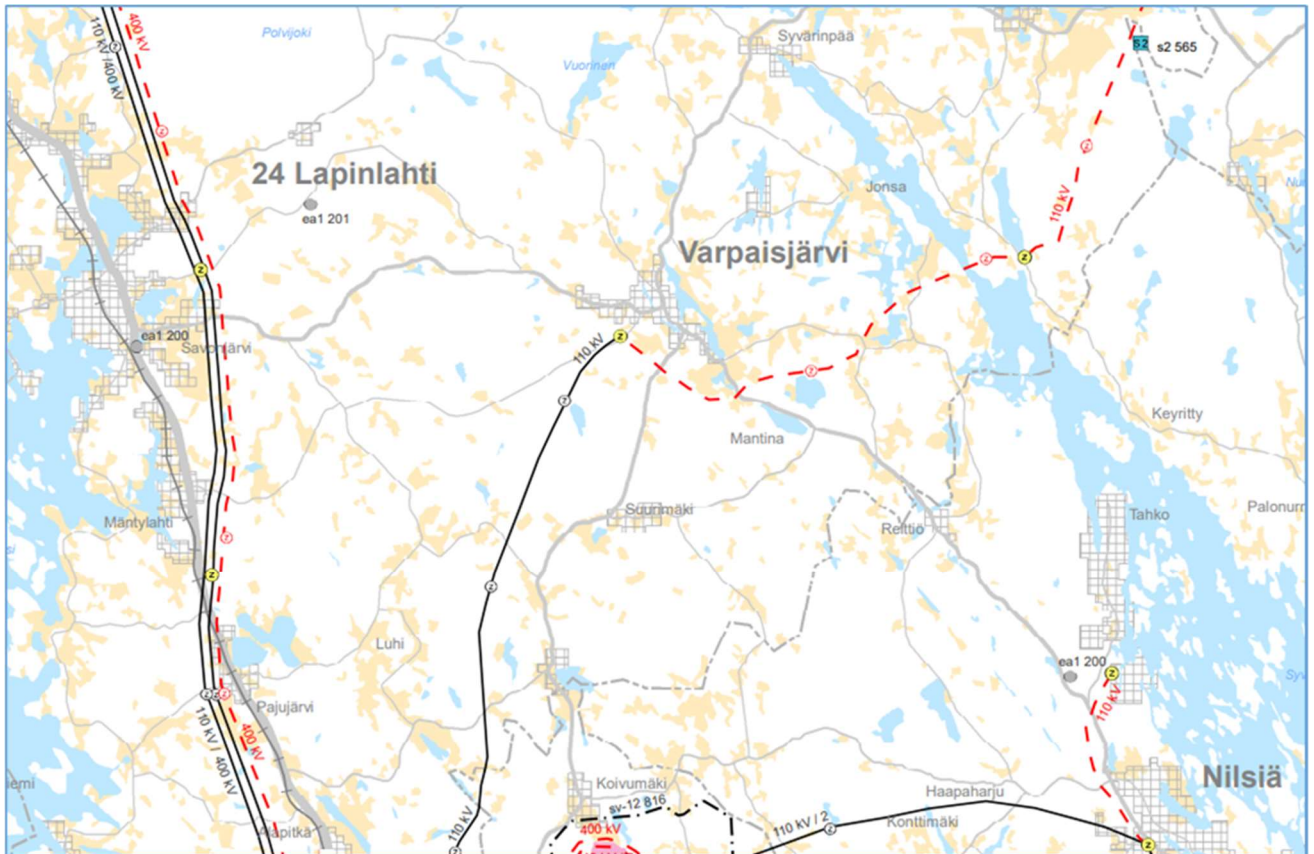 110 kV /400 kV
400 kV
Polvijoki
Vuorinen
Syvärinpää
S2
s2 565
24 Lapinlahti
ea1 201
Jonsa
110 kV
z
z
z
z
z
z
Varpaisjärvi
ea1 200
Savonjärvi
110 kV
z
z
z
Mantina
Keyritty
Mäntylahti
z
Suurimäki
Reittiö
Tahko
z
z
Luhi
ea1 200
z
z
z
z
Pajujärvi
110 kV / 400 kV
400 kV
110 kV
Nilsiä
Koivumäki
Haapaharju
sv-12 816
Alapitkä
110 kV
z
400 kV
110 kV / 2
z
Konttimäki
z